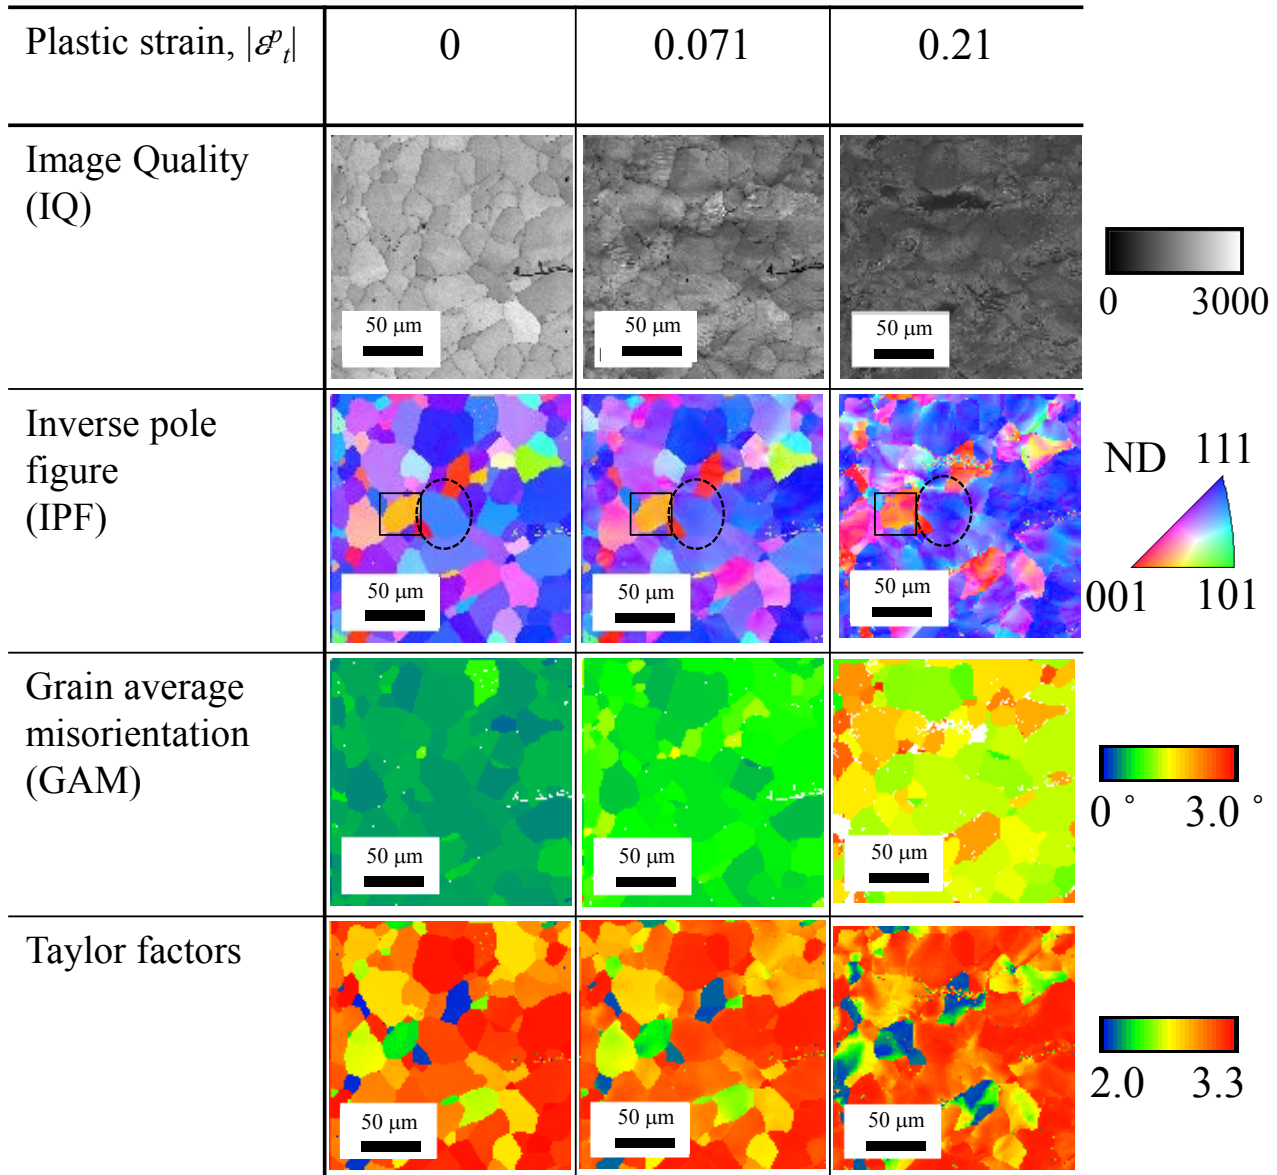 Plastic strain, |εᵖₜ| 0 0.071 0.21
Image Quality
(IQ)
50 μm 50 μm 50 μm
0 3000
Inverse pole
figure
(IPF)
50 μm 50 μm 50 μm
ND 111
001 101
Grain average
misorientation
(GAM)
50 μm 50 μm 50 μm
0 ° 3.0 °
Taylor factors
50 μm 50 μm 50 μm
2.0 3.3